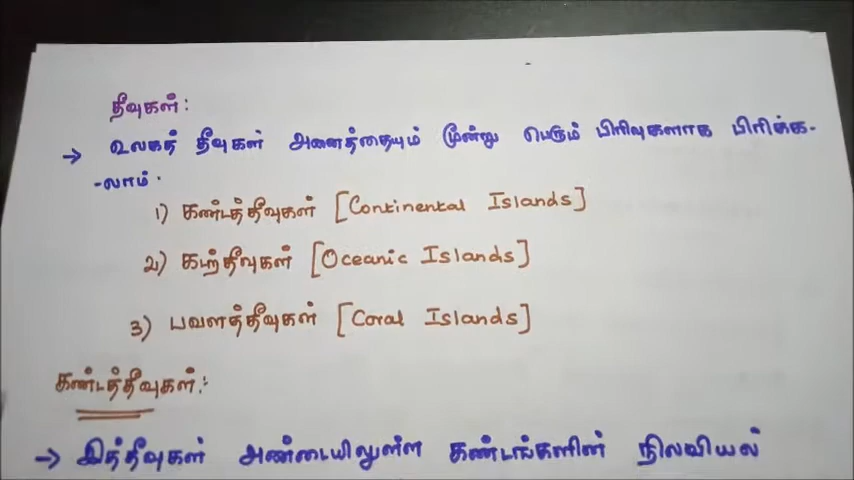 தீவுகள்:
→ உலகத் தீவுகள் அனைத்தையும் மூன்று பெரும் பிரிவுகளாக பிரிக்க-
-லாம்.
1) கண்டத்தீவுகள் [Continental Islands]
2) கடற்தீவுகள் [Oceanic Islands]
3) பவளத்தீவுகள் [Coral Islands]
கண்டத்தீவுகள்:
→ இத்தீவுகள் அண்டையிலுள்ள கண்டங்களின் நிலவியல்